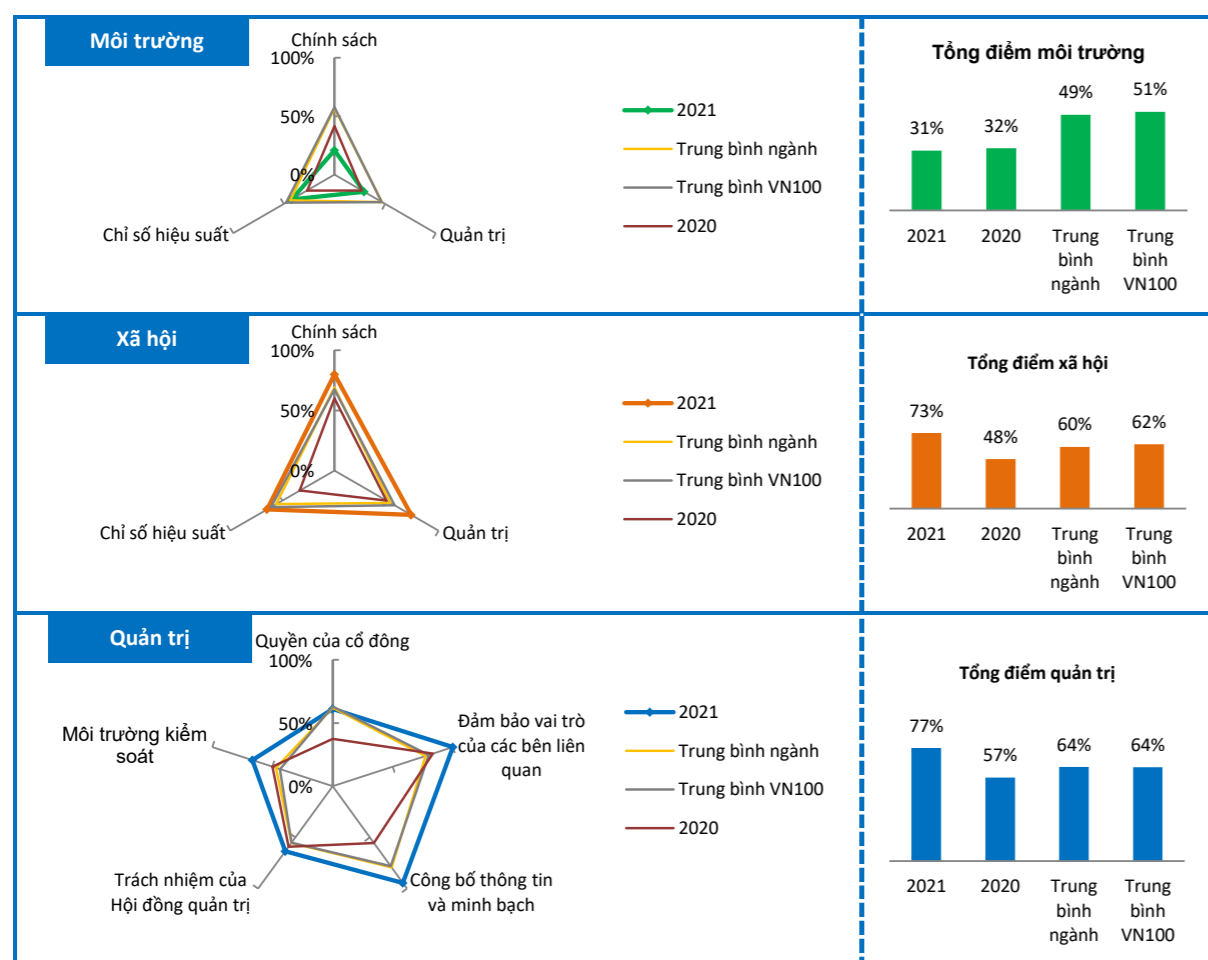 Môi trường
Chính sách
100%
50%
0%
Chỉ số hiệu suất
Quản trị
2021
Trung bình ngành
Trung bình VN100
2020
Tổng điểm môi trường
31%
32%
49%
51%
2021
2020
Trung
bình
ngành
Trung
bình
VN100
Xã hội
Chính sách
100%
50%
0%
Chỉ số hiệu suất
Quản trị
2021
Trung bình ngành
Trung bình VN100
2020
Tổng điểm xã hội
73%
48%
60%
62%
2021
2020
Trung
bình
ngành
Trung
bình
VN100
Quản trị
Quyền của cổ đông
100%
50%
0%
Môi trường kiểm
soát
Đảm bảo vai trò
của các bên liên
quan
Trách nhiệm của
Hội đồng quản trị
Công bố thông tin
và minh bạch
2021
Trung bình ngành
Trung bình VN100
2020
Tổng điểm quản trị
77%
57%
64%
64%
2021
2020
Trung
bình
ngành
Trung
bình
VN100